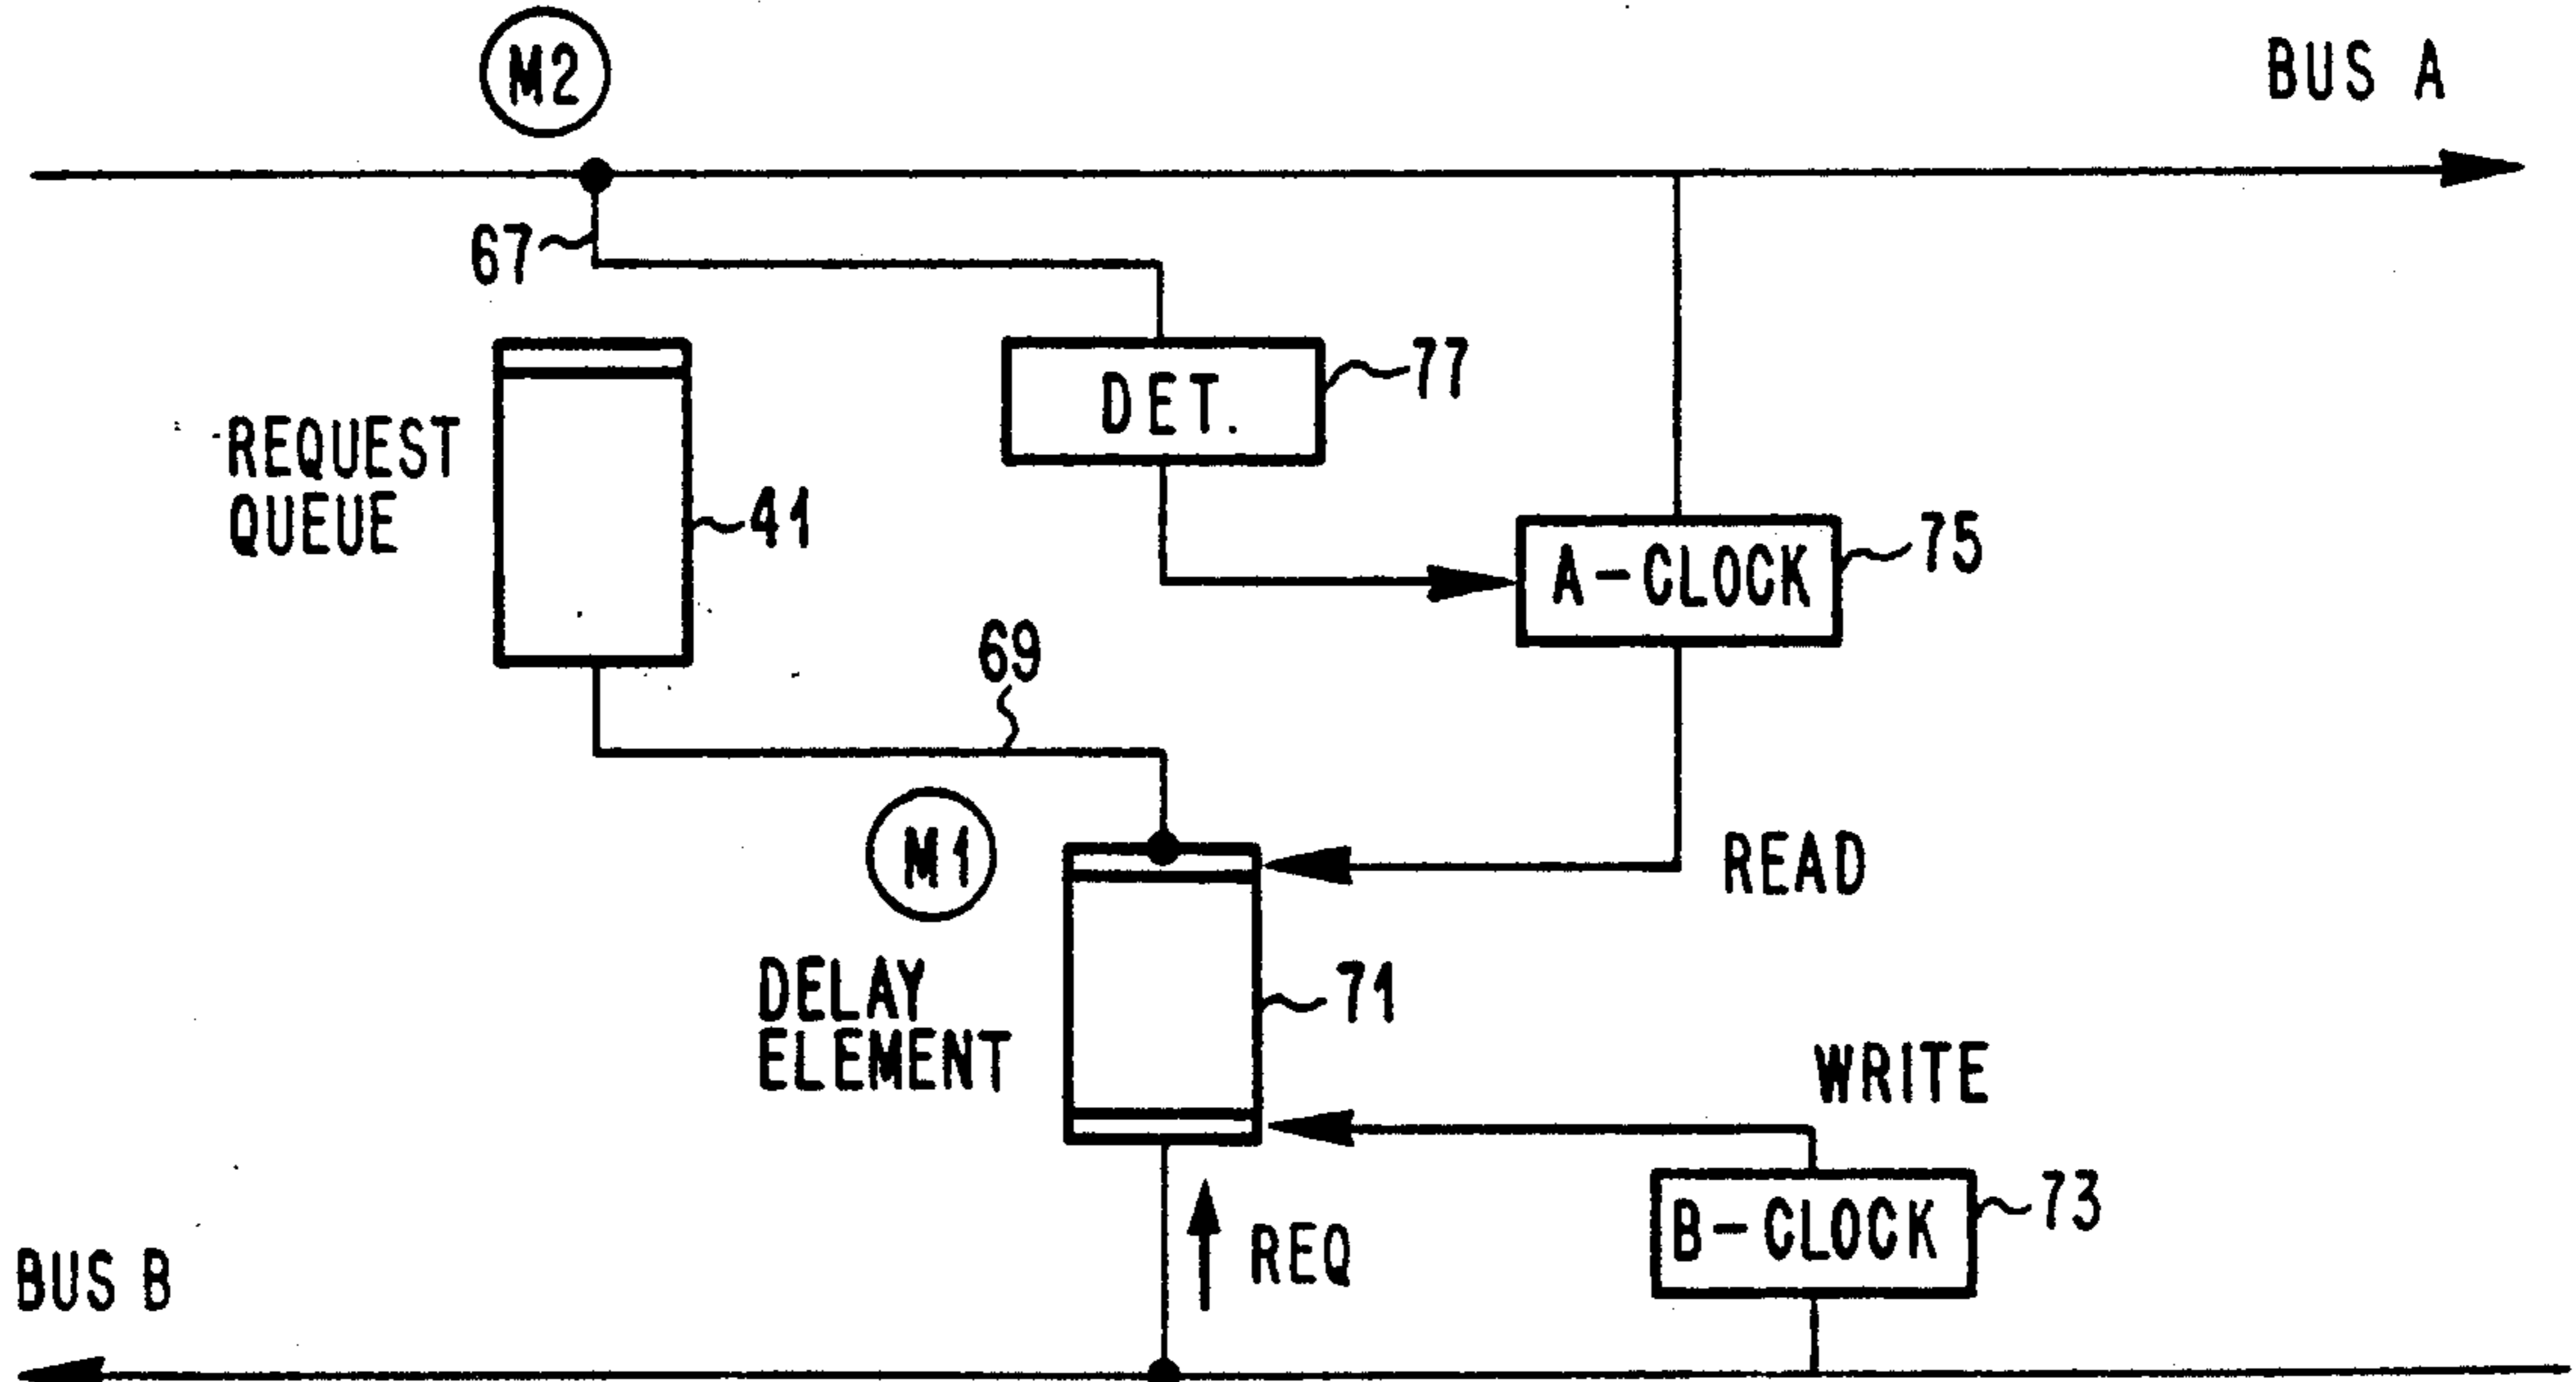 M2
BUS A
67
77
DET.
REQUEST
QUEUE
41
75
A-CLOCK
69
M1
READ
DELAY
ELEMENT
71
WRITE
73
B-CLOCK
REQ
BUS B